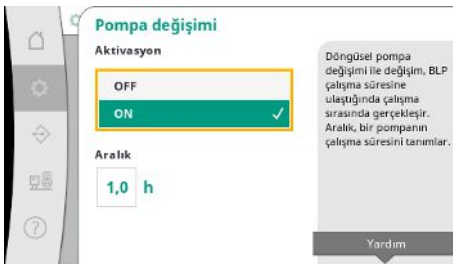 Pompa değişimi
Aktivasyon
OFF
ON
Aralık
1,0 h
Döngüsel pompa
değişimi ile değişim, BLP
çalışma süresine
ulaştığında çalışma
sırasında gerçekleşir.
Aralık, bir pompanın
çalışma süresini tanımlar.
Yardım